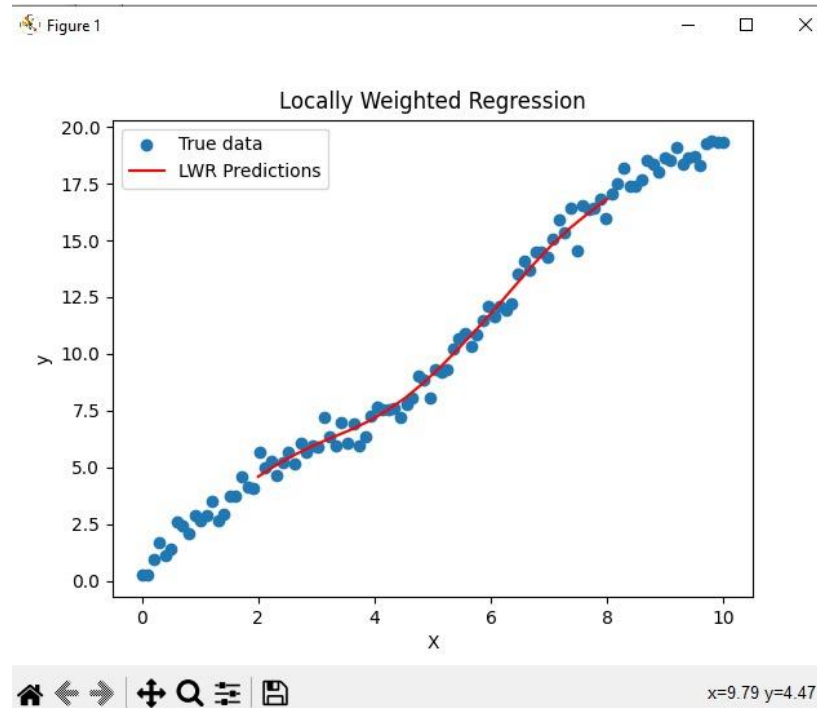 Figure 1
Locally Weighted Regression
True data
LWR Predictions
20.0
17.5
15.0
12.5
10.0
7.5
5.0
2.5
0.0
y
0 2 4 6 8 10
X
x=9.79 y=4.47